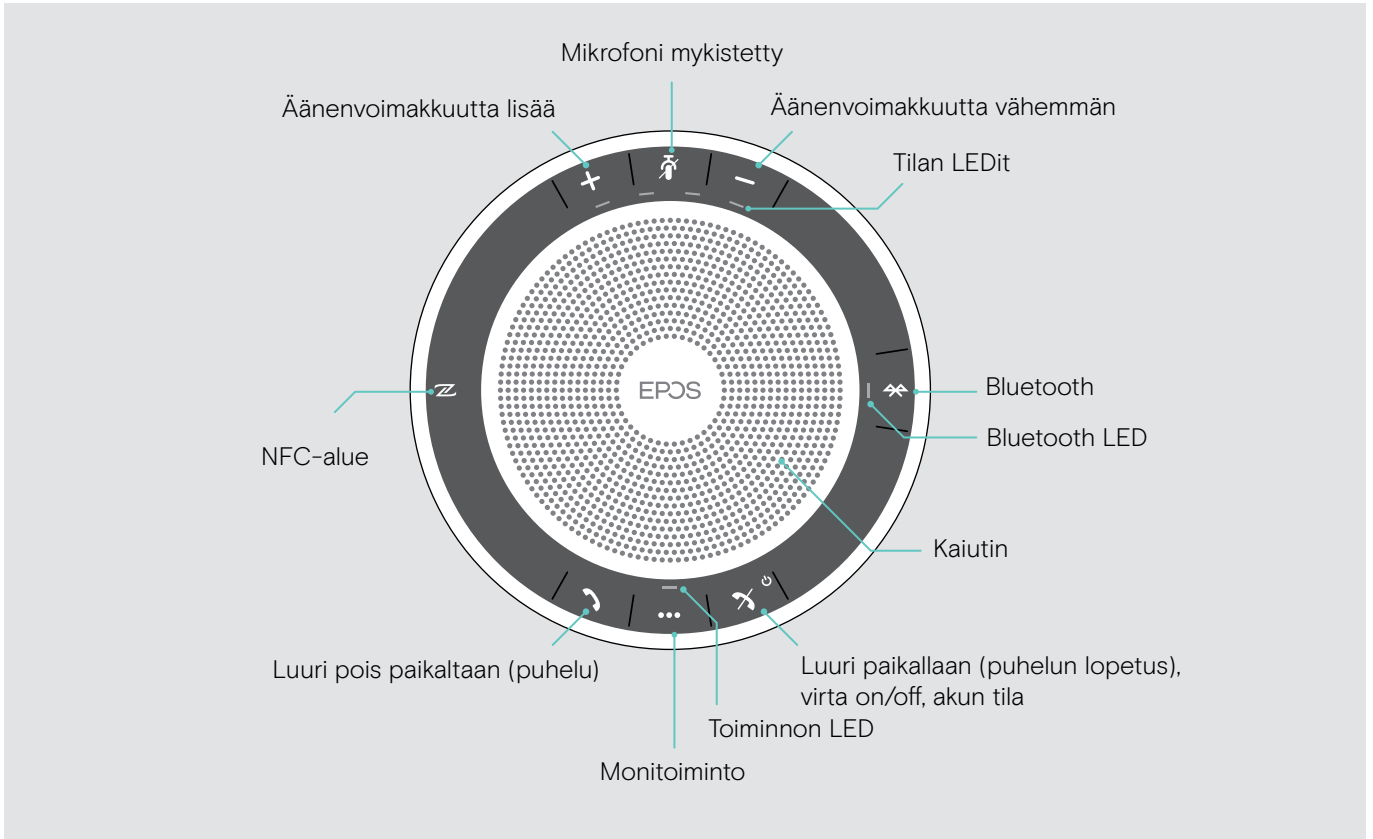 Mikrofoni mykistetty
Äänenvoimakkuutta lisää
Äänenvoimakkuutta vähemmän
Tilan LEDit
EPOS
Bluetooth
Bluetooth LED
NFC-alue
Kaiutin
Luuri pois paikaltaan (puhelu)
Luuri paikallaan (puhelun lopetus),
virta on/off, akun tila
Toiminnon LED
Monitoiminto